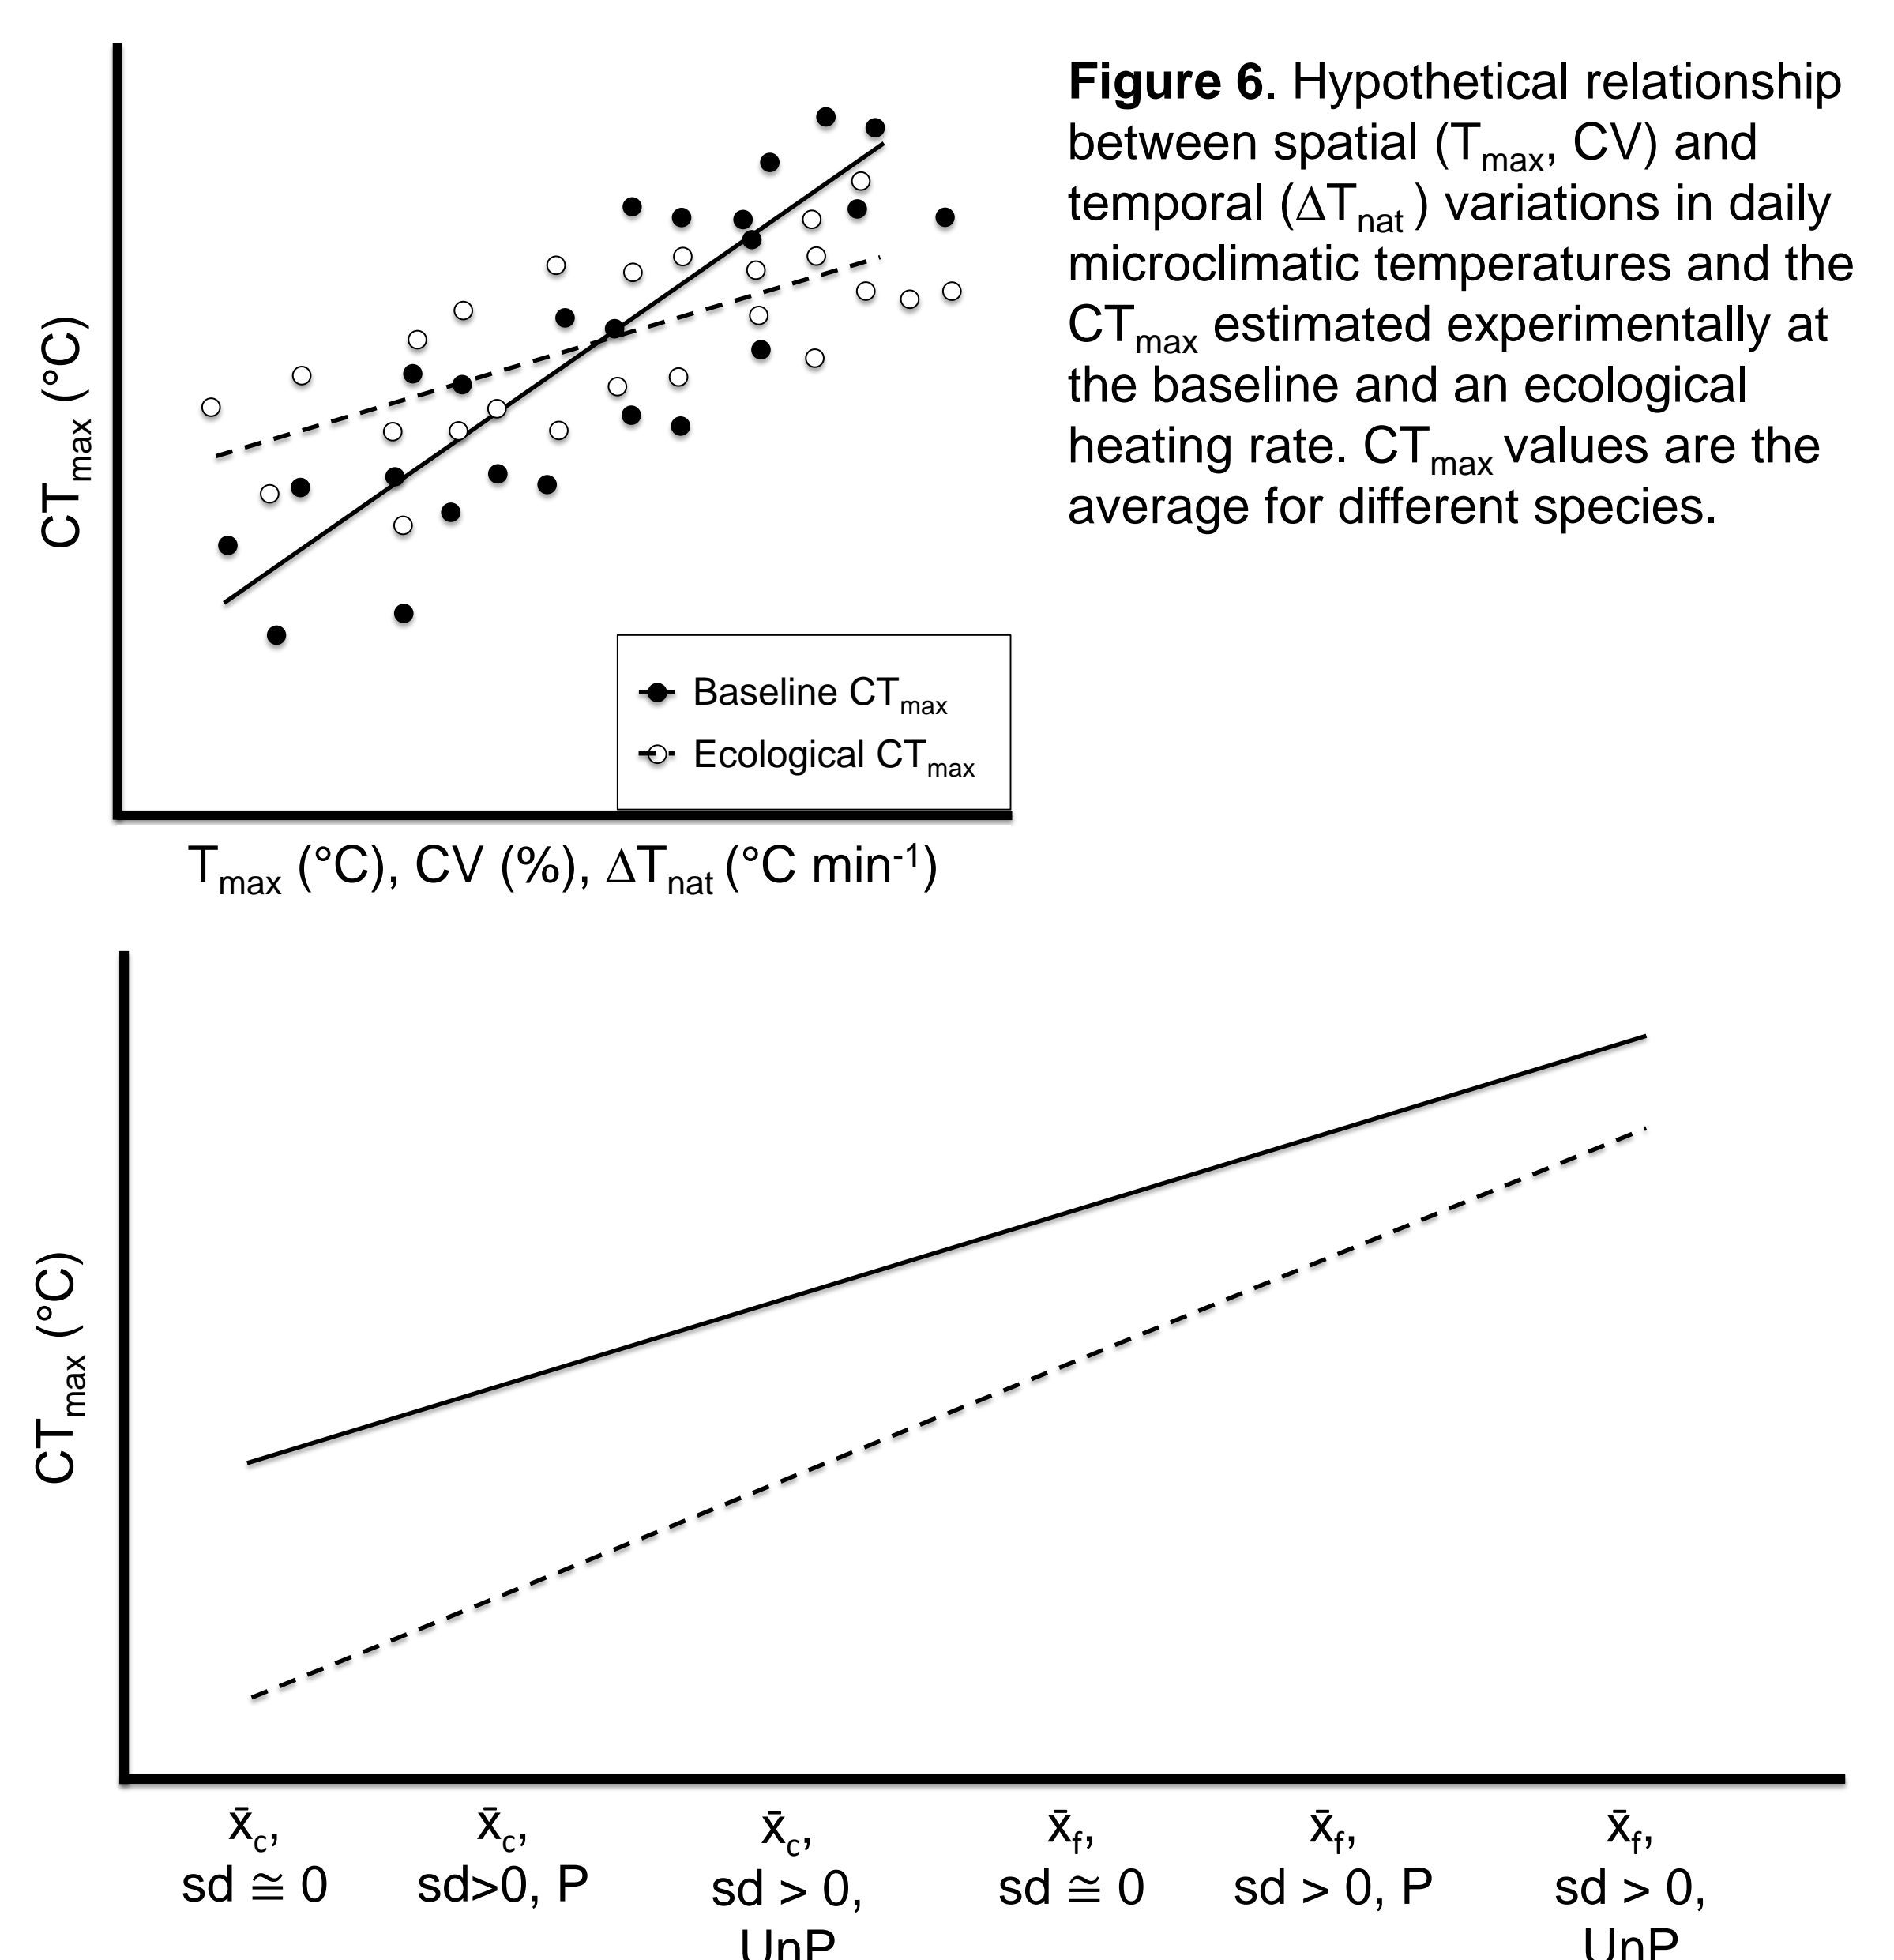 Figure 6. Hypothetical relationship
between spatial (Tmax, CV) and
temporal (ΔTnat ) variations in daily
microclimatic temperatures and the
CTmax estimated experimentally at
the baseline and an ecological
heating rate. CTmax values are the
average for different species.
CTmax (°C)
Baseline CTmax
Ecological CTmax
Tmax (°C), CV (%), ΔTnat (°C min-1)
CTmax (°C)
x̄c, x̄c, x̄c, x̄f, x̄f, x̄f,
sd ≅ 0 sd>0, P sd > 0, sd ≅ 0 sd > 0, P sd > 0,
UnP UnP